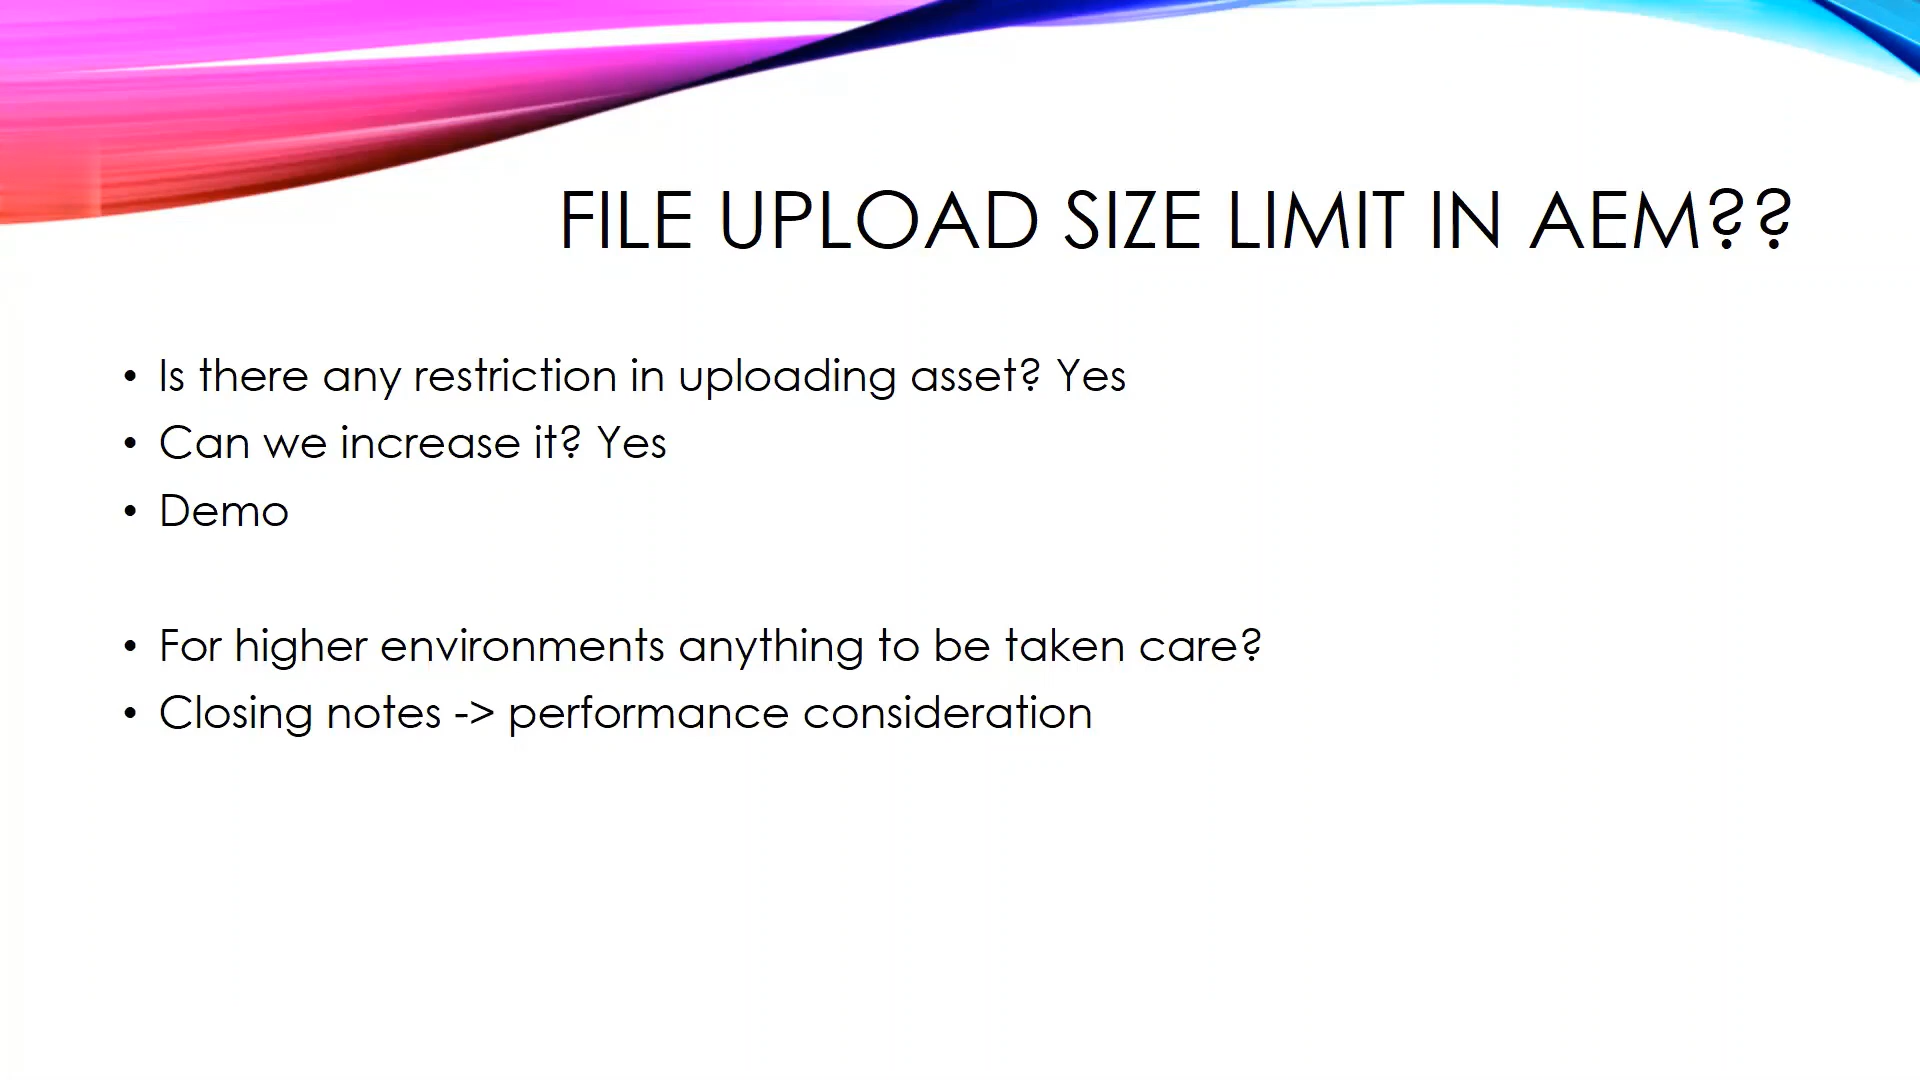 FILE UPLOAD SIZE LIMIT IN AEM??
• Is there any restriction in uploading asset? Yes
• Can we increase it? Yes
• Demo
• For higher environments anything to be taken care?
• Closing notes -> performance consideration